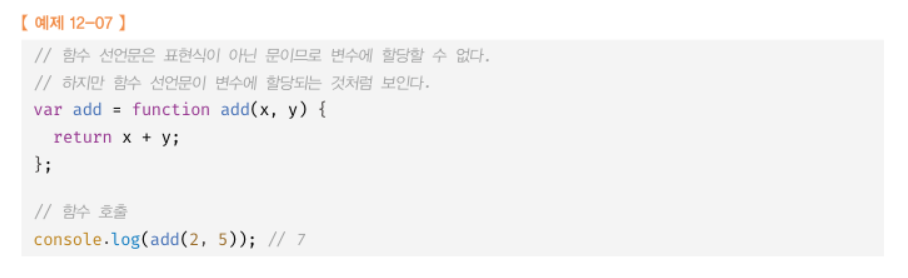 【 예제 12-07 】
// 함수 선언문은 표현식이 아닌 문이므로 변수에 할당할 수 없다.
// 하지만 함수 선언문이 변수에 할당되는 것처럼 보인다.
var add = function add(x, y) {
  return x + y;
};
// 함수 호출
console.log(add(2, 5)); // 7